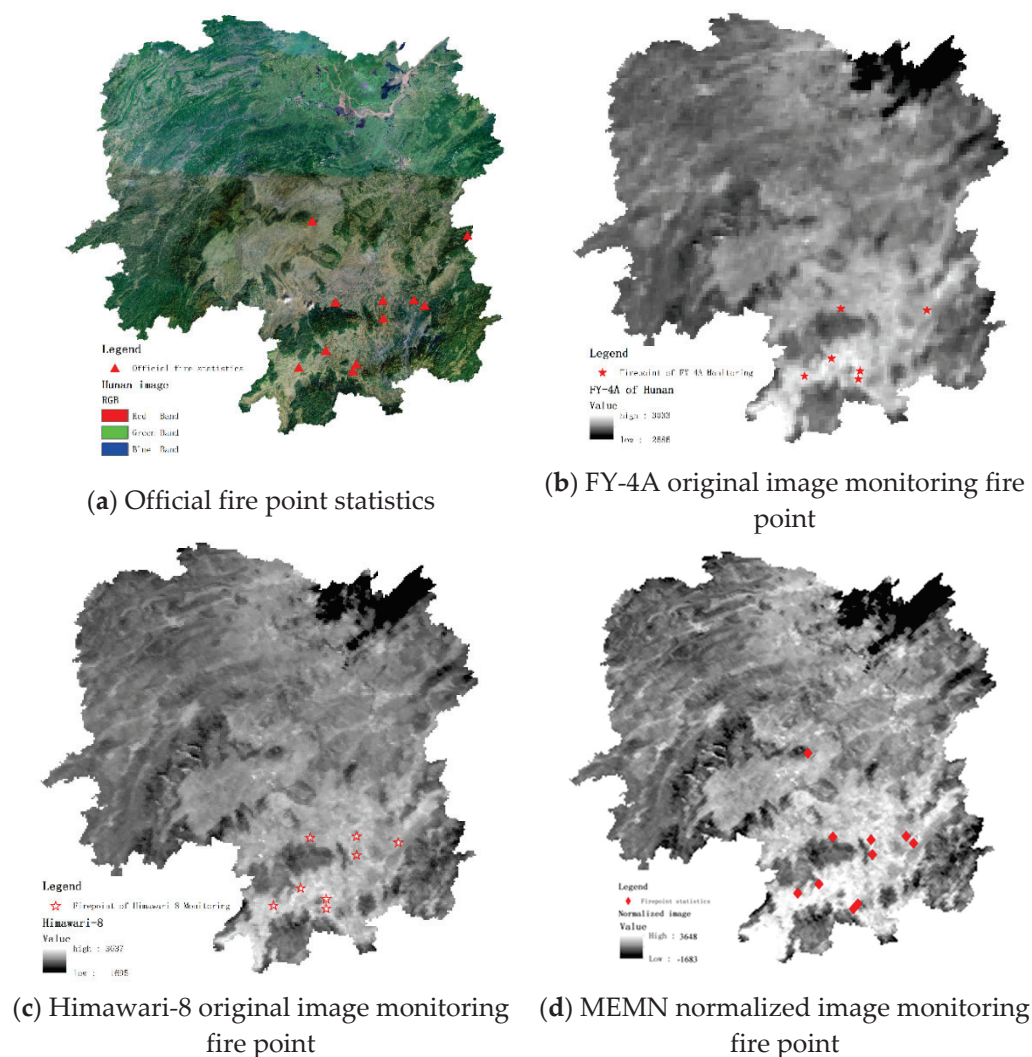 Legend
Official fire statistics
Hunan image
RGB
Red Band
Green Band
Blue Band
(a) Official fire point statistics
Legend
Firepoint of FY-4A Monitoring
FY-4A of Hunan
Value
high :
low :
(b) FY-4A original image monitoring fire
point
Legend
Firepoint of Himawari-8 Monitoring
Himawari-8
Value
high :
low :
(c) Himawari-8 original image monitoring
fire point
Legend
Firepoint statistics
Normalized image
Value
High : 3648
Low : -1683
(d) MEMN normalized image monitoring
fire point